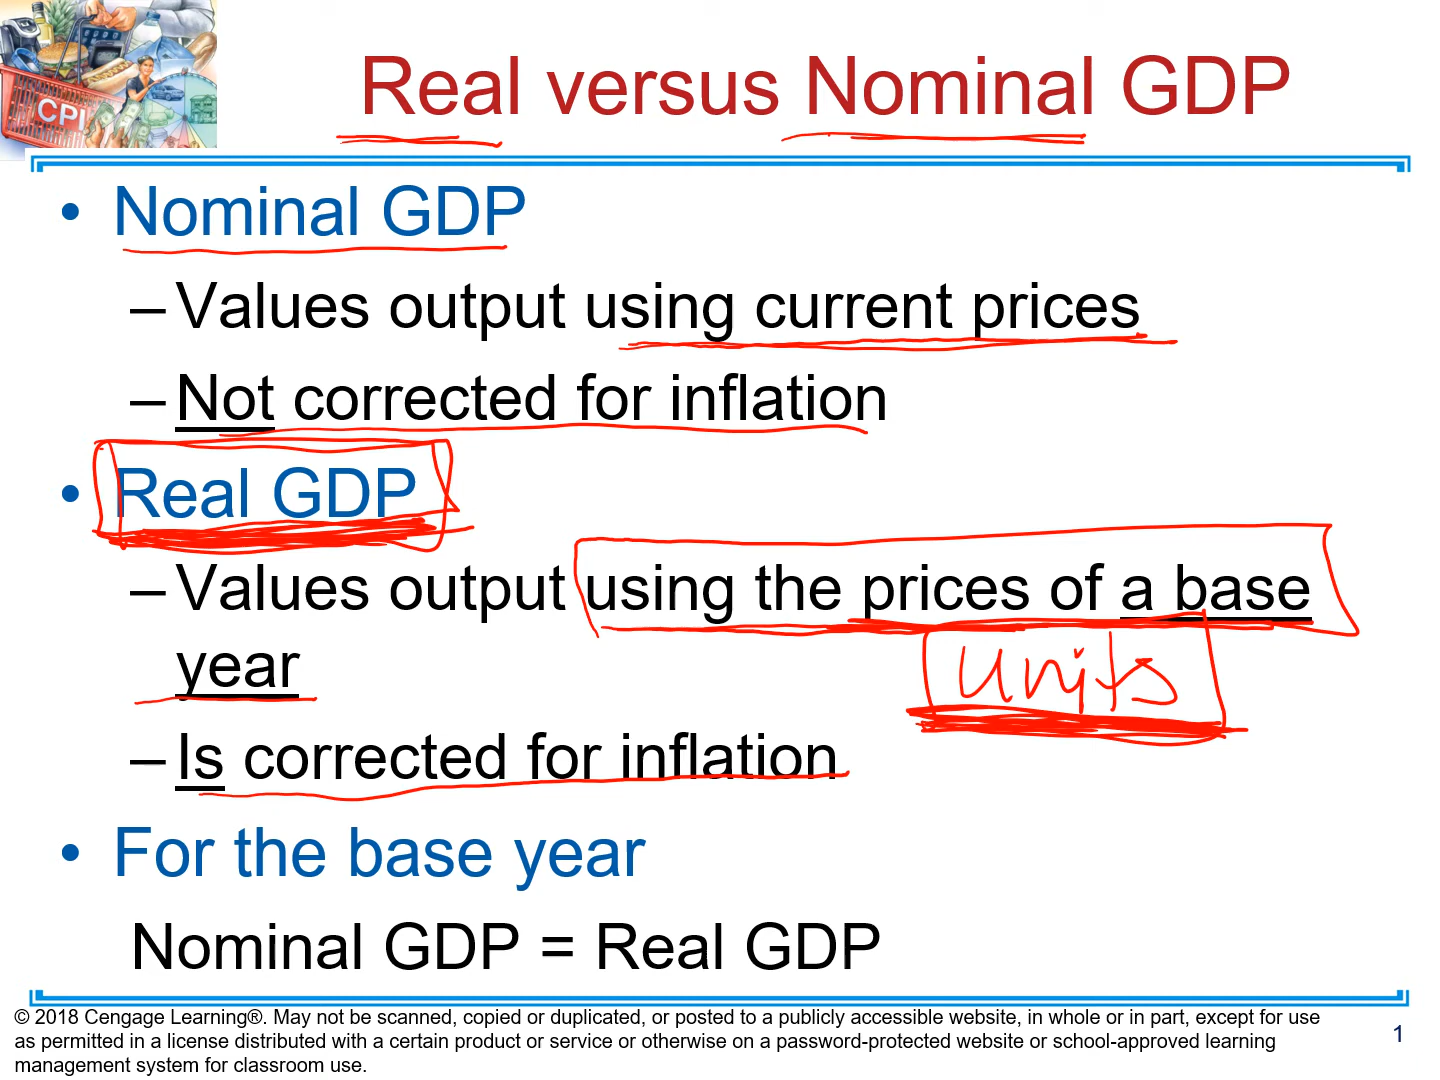 CPI
Real versus Nominal GDP
• Nominal GDP
– Values output using current prices
– Not corrected for inflation
• Real GDP
– Values output using the prices of a base
year
units
– Is corrected for inflation
• For the base year
Nominal GDP = Real GDP
© 2018 Cengage Learning®. May not be scanned, copied or duplicated, or posted to a publicly accessible website, in whole or in part, except for use
as permitted in a license distributed with a certain product or service or otherwise on a password-protected website or school-approved learning
management system for classroom use.
1